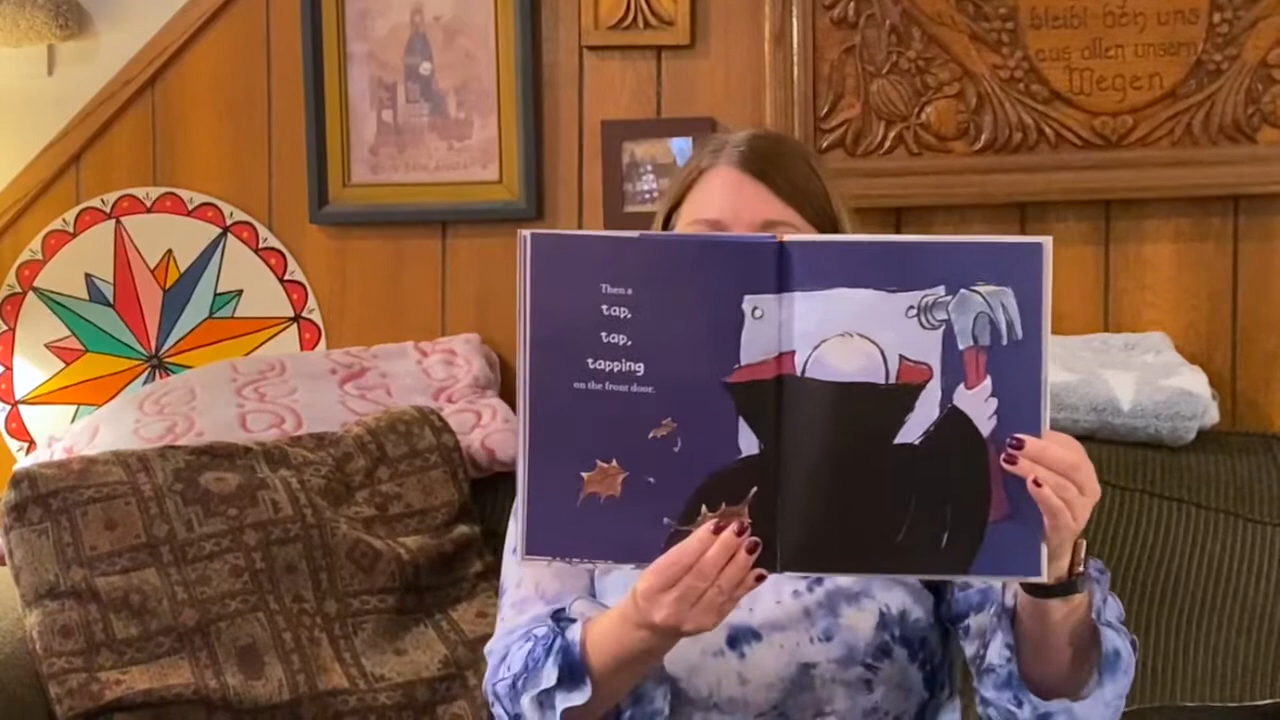 bleibt bey uns
aus allen unsern
Wegen
Then a
tap,
tap,
tapping
on the front door.